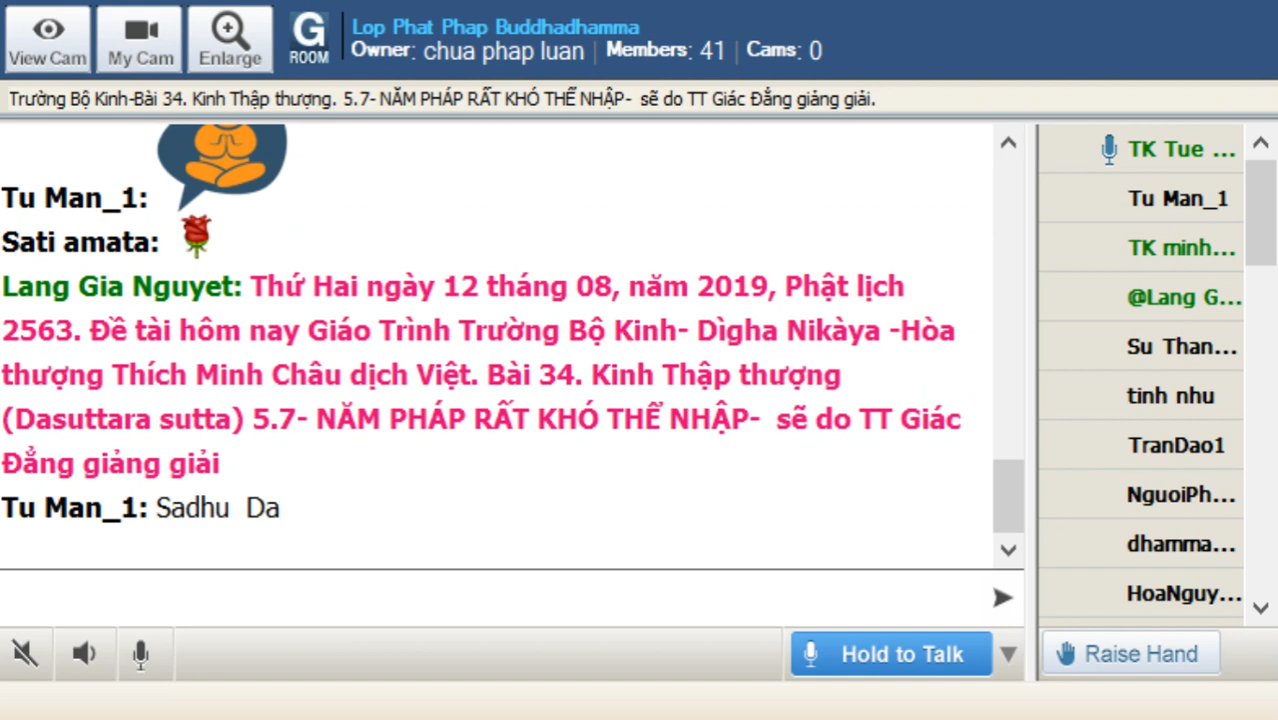 View Cam
My Cam
Enlarge
G
ROOM
Lop Phat Phap Buddhadhamma
Owner: chua phap luan | Members: 41 | Cams: 0
Trường Bộ Kinh-Bài 34. Kinh Thập thượng. 5.7- NĂM PHÁP RẤT KHÓ THỂ NHẬP- sẽ do TT Giác Đẳng giảng giải.
Tu Man_1:
Sati amata:
Lang Gia Nguyet: Thứ Hai ngày 12 tháng 08, năm 2019, Phật lịch
2563. Đề tài hôm nay Giáo Trình Trường Bộ Kinh- Dìgha Nikàya -Hòa
thượng Thích Minh Châu dịch Việt. Bài 34. Kinh Thập thượng
(Dasuttara sutta) 5.7- NĂM PHÁP RẤT KHÓ THỂ NHẬP- sẽ do TT Giác
Đẳng giảng giải
Tu Man_1: Sadhu Da
TK Tue ...
Tu Man_1
TK minh...
@Lang G...
Su Than...
tinh nhu
TranDao1
NguoiPh...
dhamma...
HoaNguy...
Hold to Talk
Raise Hand